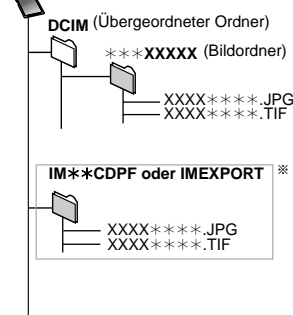 DCIM (Übergeordneter Ordner)
∗∗∗XXXXX (Bildordner)
XXXX∗∗∗∗.JPG
XXXX∗∗∗∗.TIF
IM∗∗CDPF oder IMEXPORT ※
XXXX∗∗∗∗.JPG
XXXX∗∗∗∗.TIF